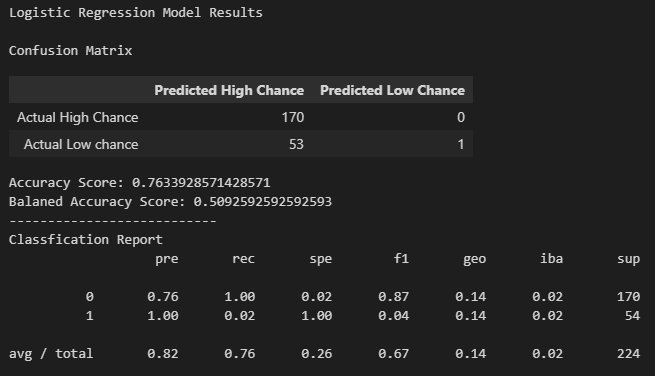 Logistic Regression Model Results
Confusion Matrix
Predicted High Chance Predicted Low Chance
Actual High Chance 170 0
Actual Low chance 53 1
Accuracy Score: 0.7633928571428571
Balaned Accuracy Score: 0.5092592592592593
---------------------------
Classfication Report
pre rec spe f1 geo iba sup
0 0.76 1.00 0.02 0.87 0.14 0.02 170
1 1.00 0.02 1.00 0.04 0.14 0.02 54
avg / total 0.82 0.76 0.26 0.67 0.14 0.02 224